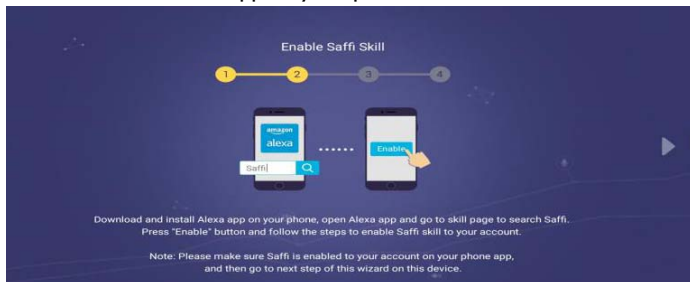 Enable Saffi Skill
1 2 3 4
amazon
alexa
Saffi
Enable
Download and install Alexa app on your phone, open Alexa app and go to skill page to search Saffi.
Press "Enable" button and follow the steps to enable Saffi skill to your account.
Note: Please make sure Saffi is enabled to your account on your phone app,
and then go to next step of this wizard on this device.